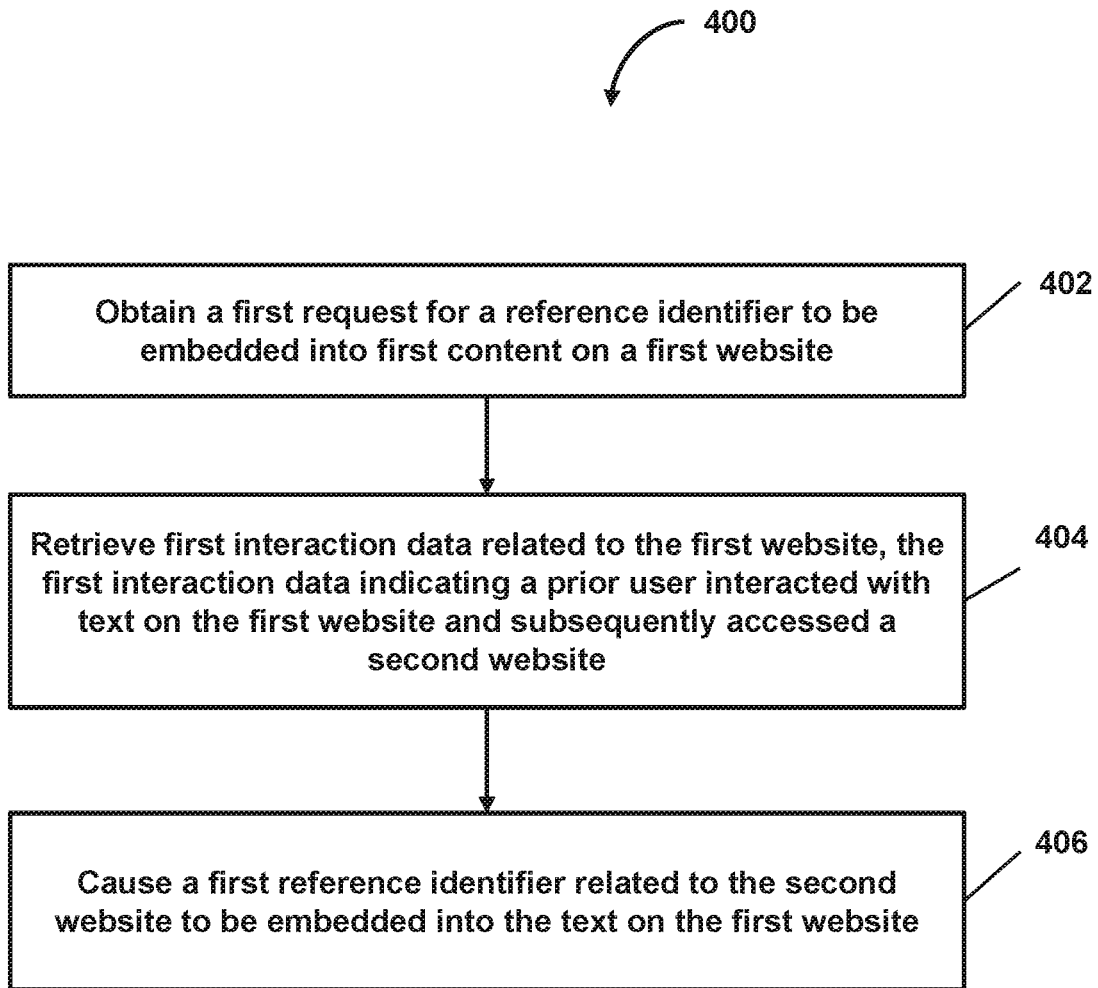 400
402
Obtain a first request for a reference identifier to be
embedded into first content on a first website
404
Retrieve first interaction data related to the first website, the
first interaction data indicating a prior user interacted with
text on the first website and subsequently accessed a
second website
406
Cause a first reference identifier related to the second
website to be embedded into the text on the first website